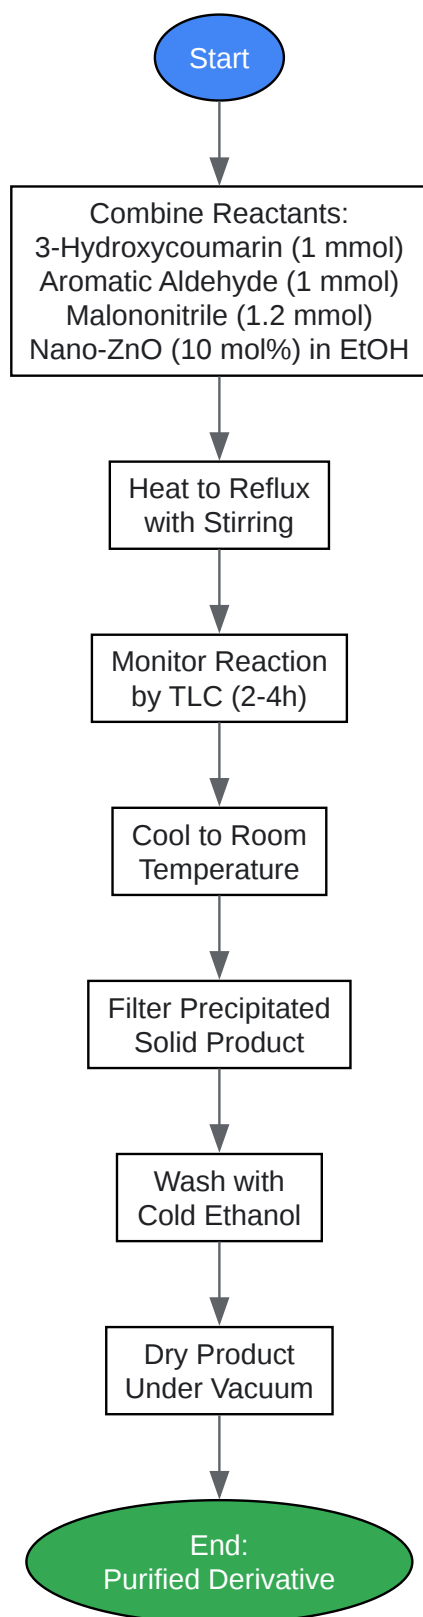 Start
Combine Reactants:
3-Hydroxycoumarin (1 mmol)
Aromatic Aldehyde (1 mmol)
Malononitrile (1.2 mmol)
Nano-ZnO (10 mol%) in EtOH
Heat to Reflux
with Stirring
Monitor Reaction
by TLC (2-4h)
Cool to Room
Temperature
Filter Precipitated
Solid Product
Wash with
Cold Ethanol
Dry Product
Under Vacuum
End:
Purified Derivative